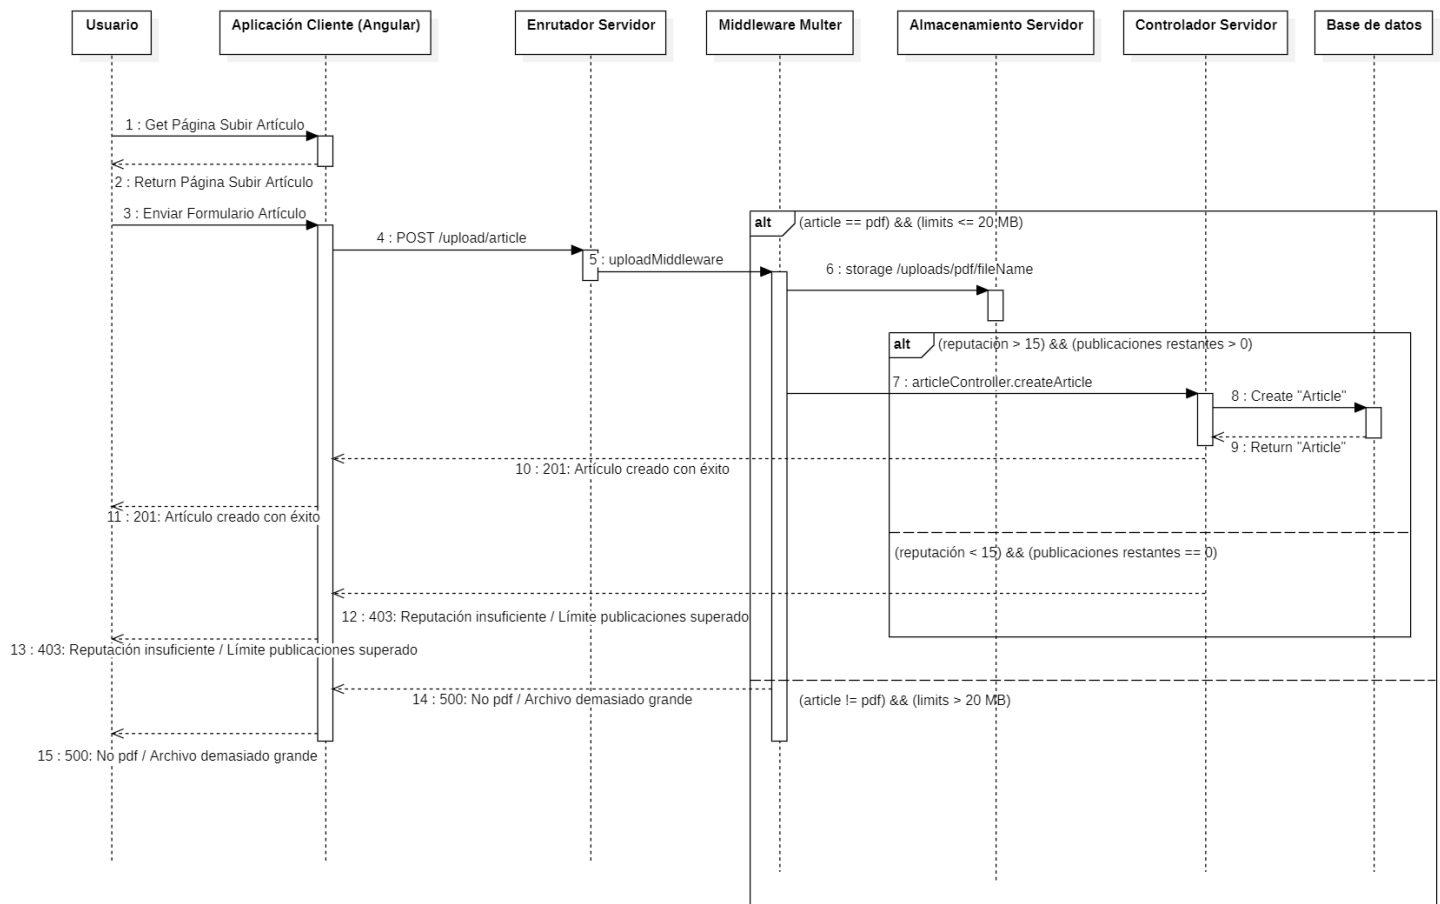 Usuario
Aplicación Cliente (Angular)
Enrutador Servidor
Middleware Multer
Almacenamiento Servidor
Controlador Servidor
Base de datos
1 : Get Página Subir Artículo
2 : Return Página Subir Artículo
3 : Enviar Formulario Artículo
alt
(article == pdf) && (limits <= 20 MB)
4 : POST /upload/article
5 : uploadMiddleware
6 : storage /uploads/pdf/fileName
alt
(reputación > 15) && (publicaciones restantes > 0)
7 : articleController.createArticle
8 : Create "Article"
9 : Return "Article"
10 : 201: Artículo creado con éxito
11 : 201: Artículo creado con éxito
(reputación < 15) && (publicaciones restantes == 0)
12 : 403: Reputación insuficiente / Límite publicaciones superado
13 : 403: Reputación insuficiente / Límite publicaciones superado
14 : 500: No pdf / Archivo demasiado grande
(article != pdf) && (limits > 20 MB)
15 : 500: No pdf / Archivo demasiado grande